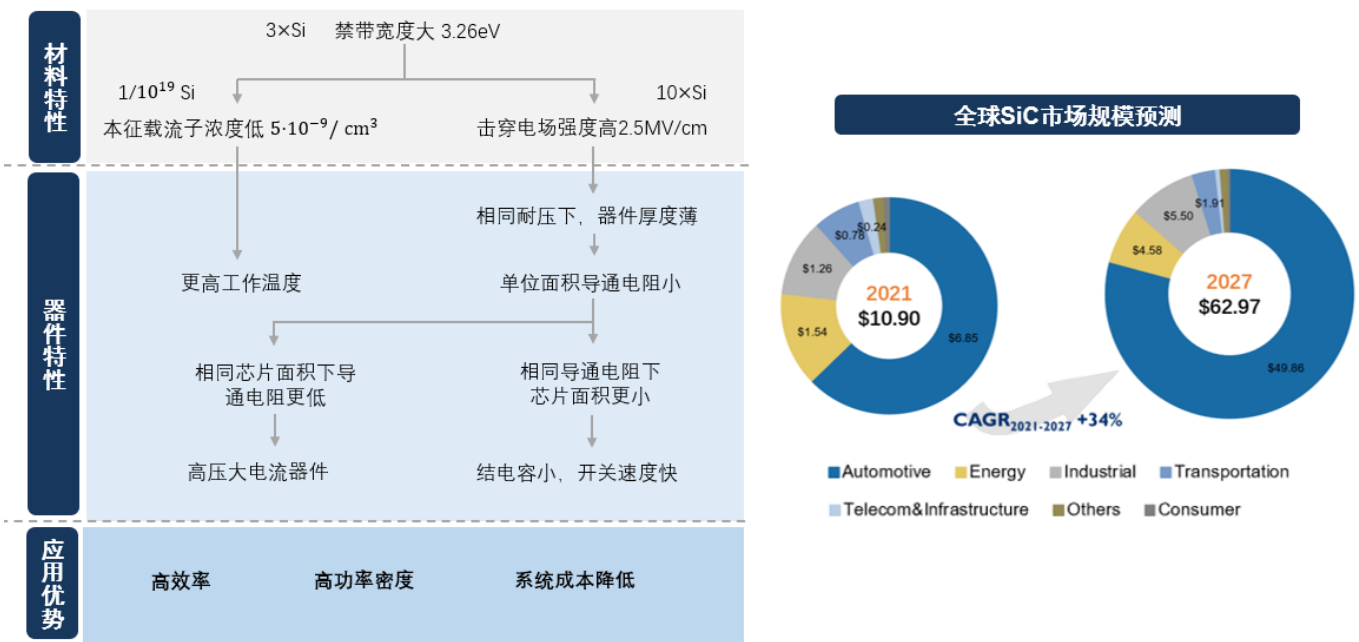 材料特性
3×Si 禁带宽度大 3.26eV
1/10¹⁹ Si
本征载流子浓度低 5·10⁻⁹/ cm³
10×Si
击穿电场强度高2.5MV/cm
器件特性
相同耐压下，器件厚度薄
更高工作温度
单位面积导通电阻小
相同芯片面积下导
通电阻更低
相同导通电阻下
芯片面积更小
高压大电流器件
结电容小，开关速度快
应用优势
高效率
高功率密度
系统成本降低
全球SiC市场规模预测
2021
$10.90
$6.85
$1.54
$1.26
$0.78
$0.24
2027
$62.97
$49.86
$4.58
$5.50
$1.91
CAGR2021-2027 +34%
Automotive
Energy
Industrial
Transportation
Telecom&Infrastructure
Others
Consumer